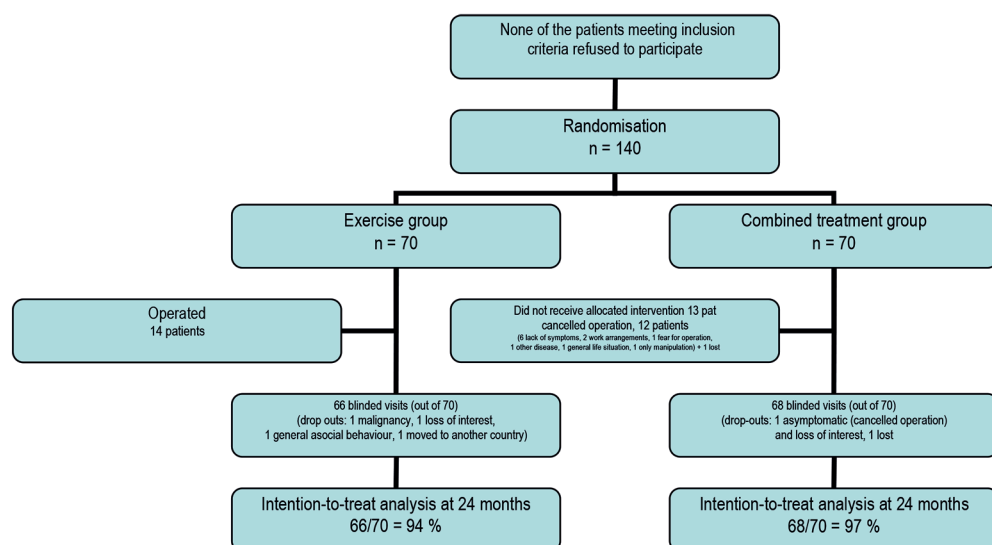 None of the patients meeting inclusion
criteria refused to participate
Randomisation
n = 140
Exercise group
n = 70
Combined treatment group
n = 70
Operated
14 patients
Did not receive allocated intervention 13 pat
cancelled operation, 12 patients
(6 lack of symptoms, 2 work arrangements, 1 fear for operation,
1 other disease, 1 general life situation, 1 only manipulation) + 1 lost
66 blinded visits (out of 70)
(drop outs: 1 malignancy, 1 loss of interest,
1 general asocial behaviour, 1 moved to another country)
68 blinded visits (out of 70)
(drop-outs: 1 asymptomatic (cancelled operation)
and loss of interest, 1 lost
Intention-to-treat analysis at 24 months
66/70 = 94 %
Intention-to-treat analysis at 24 months
68/70 = 97 %